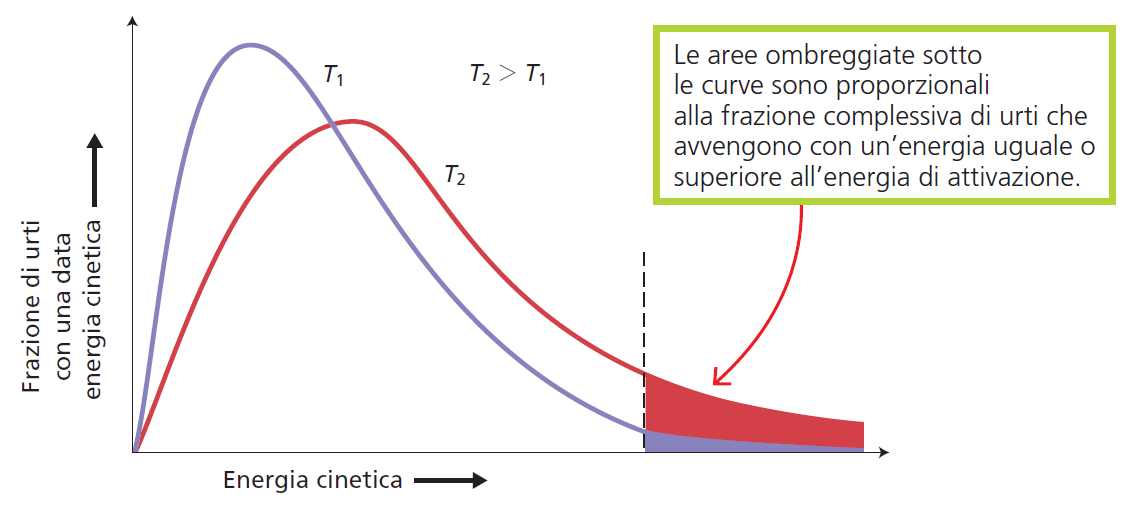 T1
T2 > T1
Le aree ombreggiate sotto
le curve sono proporzionali
alla frazione complessiva di urti che
avvengono con un'energia uguale o
superiore all'energia di attivazione.
T2
Frazione di urti
con una data
energia cinetica
Energia cinetica